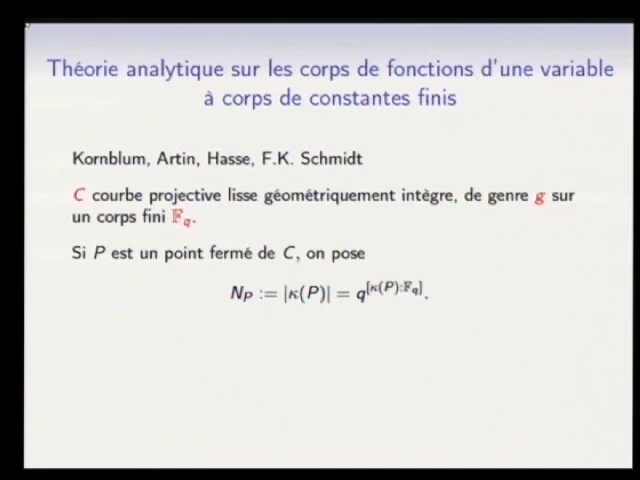 Théorie analytique sur les corps de fonctions d'une variable
à corps de constantes finis
Kornblum, Artin, Hasse, F.K. Schmidt
C courbe projective lisse géométriquement intègre, de genre g sur
un corps fini 𝔽_q.
Si P est un point fermé de C, on pose
N_P := |κ(P)| = q^{[κ(P):𝔽_q]}.